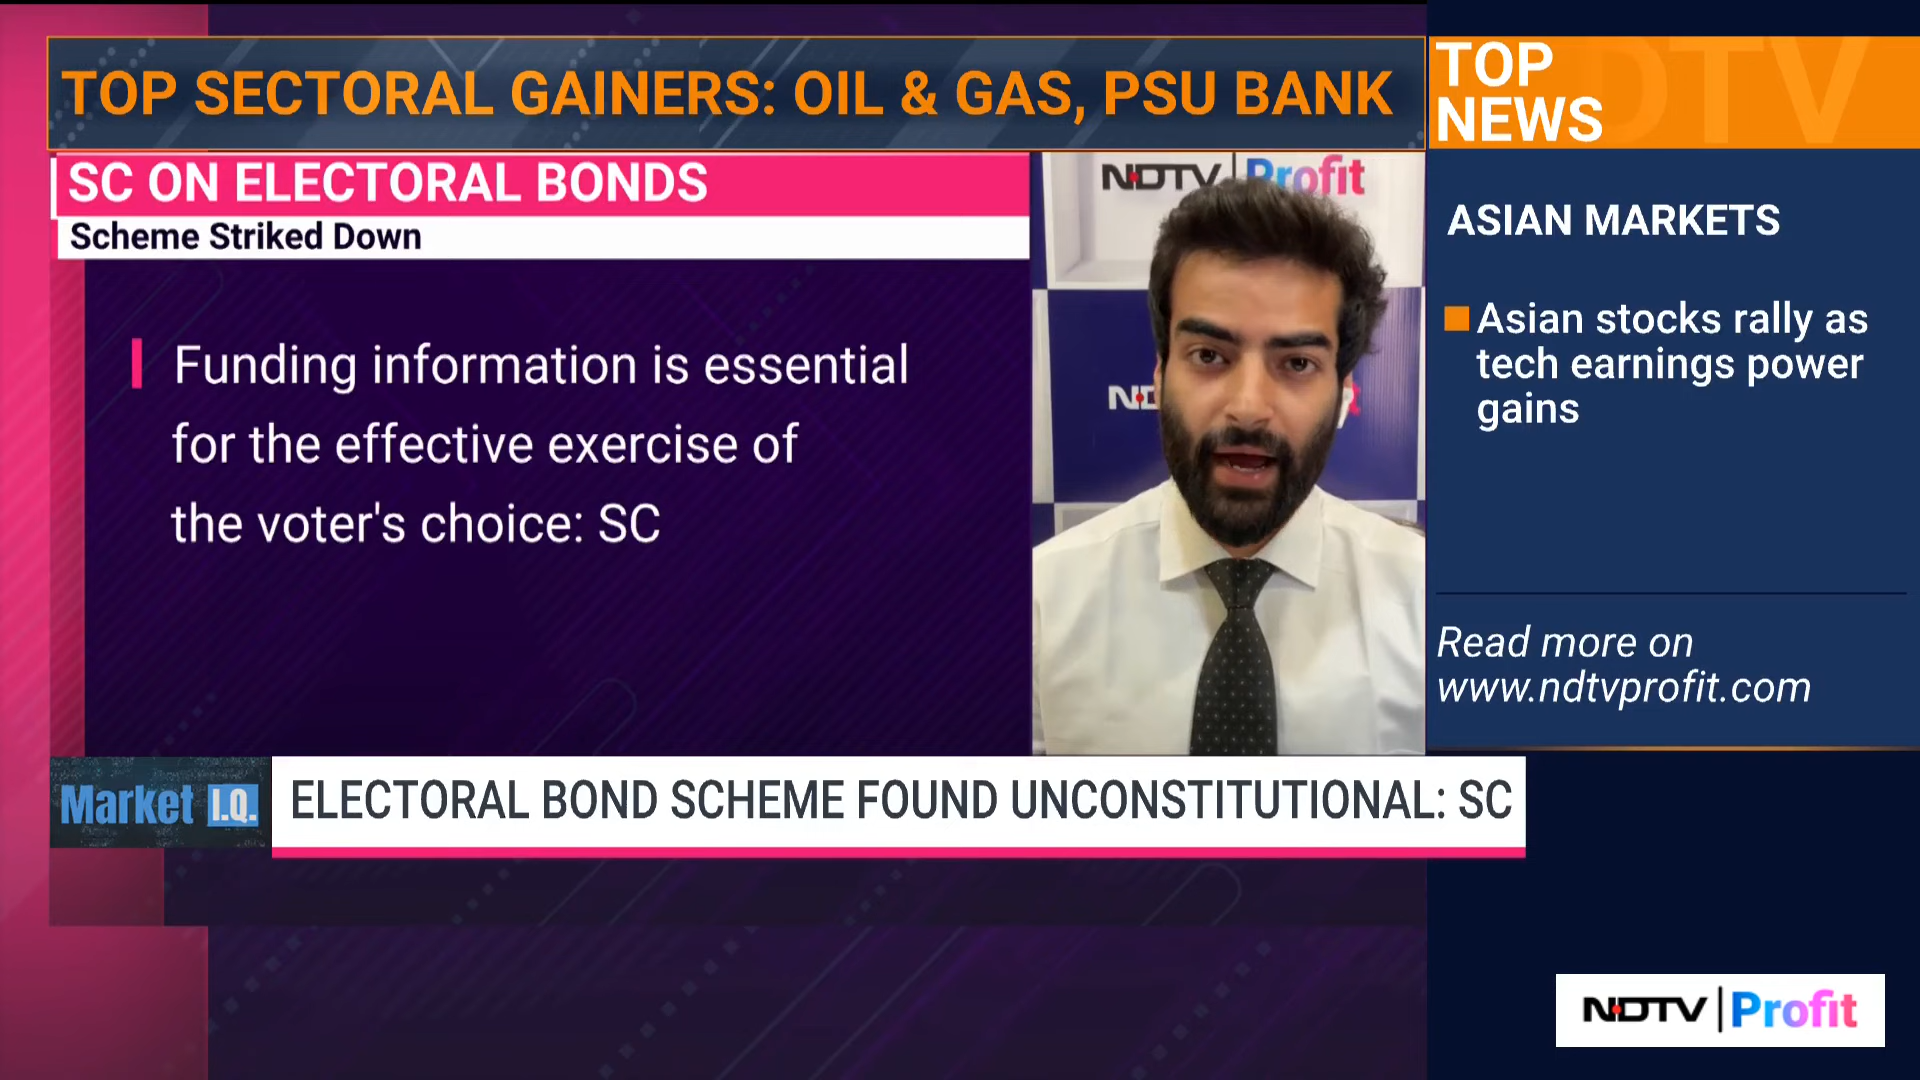 TOP SECTORAL GAINERS: OIL & GAS, PSU BANK
SC ON ELECTORAL BONDS
Scheme Striked Down
Funding information is essential
for the effective exercise of
the voter's choice: SC
NDTV Profit
ND
TOP
NEWS
DTV
ASIAN MARKETS
Asian stocks rally as
tech earnings power
gains
Read more on
www.ndtvprofit.com
Market I.Q.
ELECTORAL BOND SCHEME FOUND UNCONSTITUTIONAL: SC
NDTV Profit